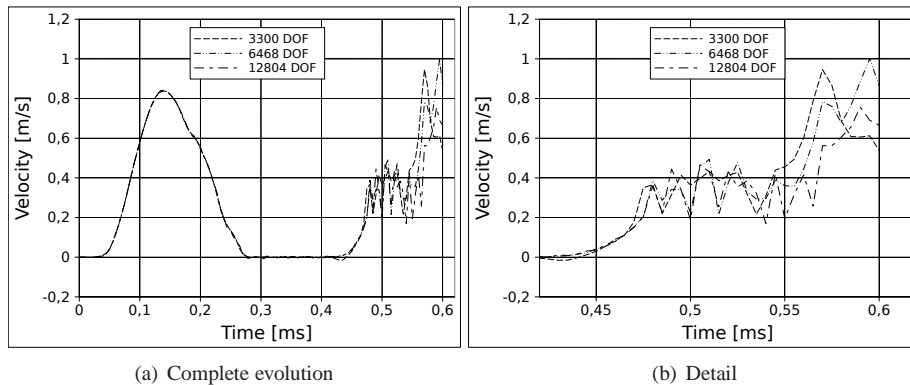 1,2
1
0,8
0,6
0,4
0,2
0
-0,2
Velocity [m/s]
3300 DOF
6468 DOF
12804 DOF
0 0,1 0,2 0,3 0,4 0,5 0,6
Time [ms]
(a) Complete evolution
1,2
1
0,8
0,6
0,4
0,2
0
-0,2
Velocity [m/s]
3300 DOF
6468 DOF
12804 DOF
0,45 0,5 0,55 0,6
Time [ms]
(b) Detail